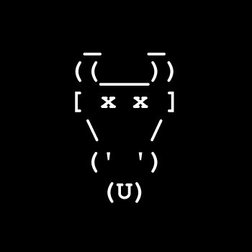 _      _
((____))
[ x x ]
\    /
(' ')
(U)